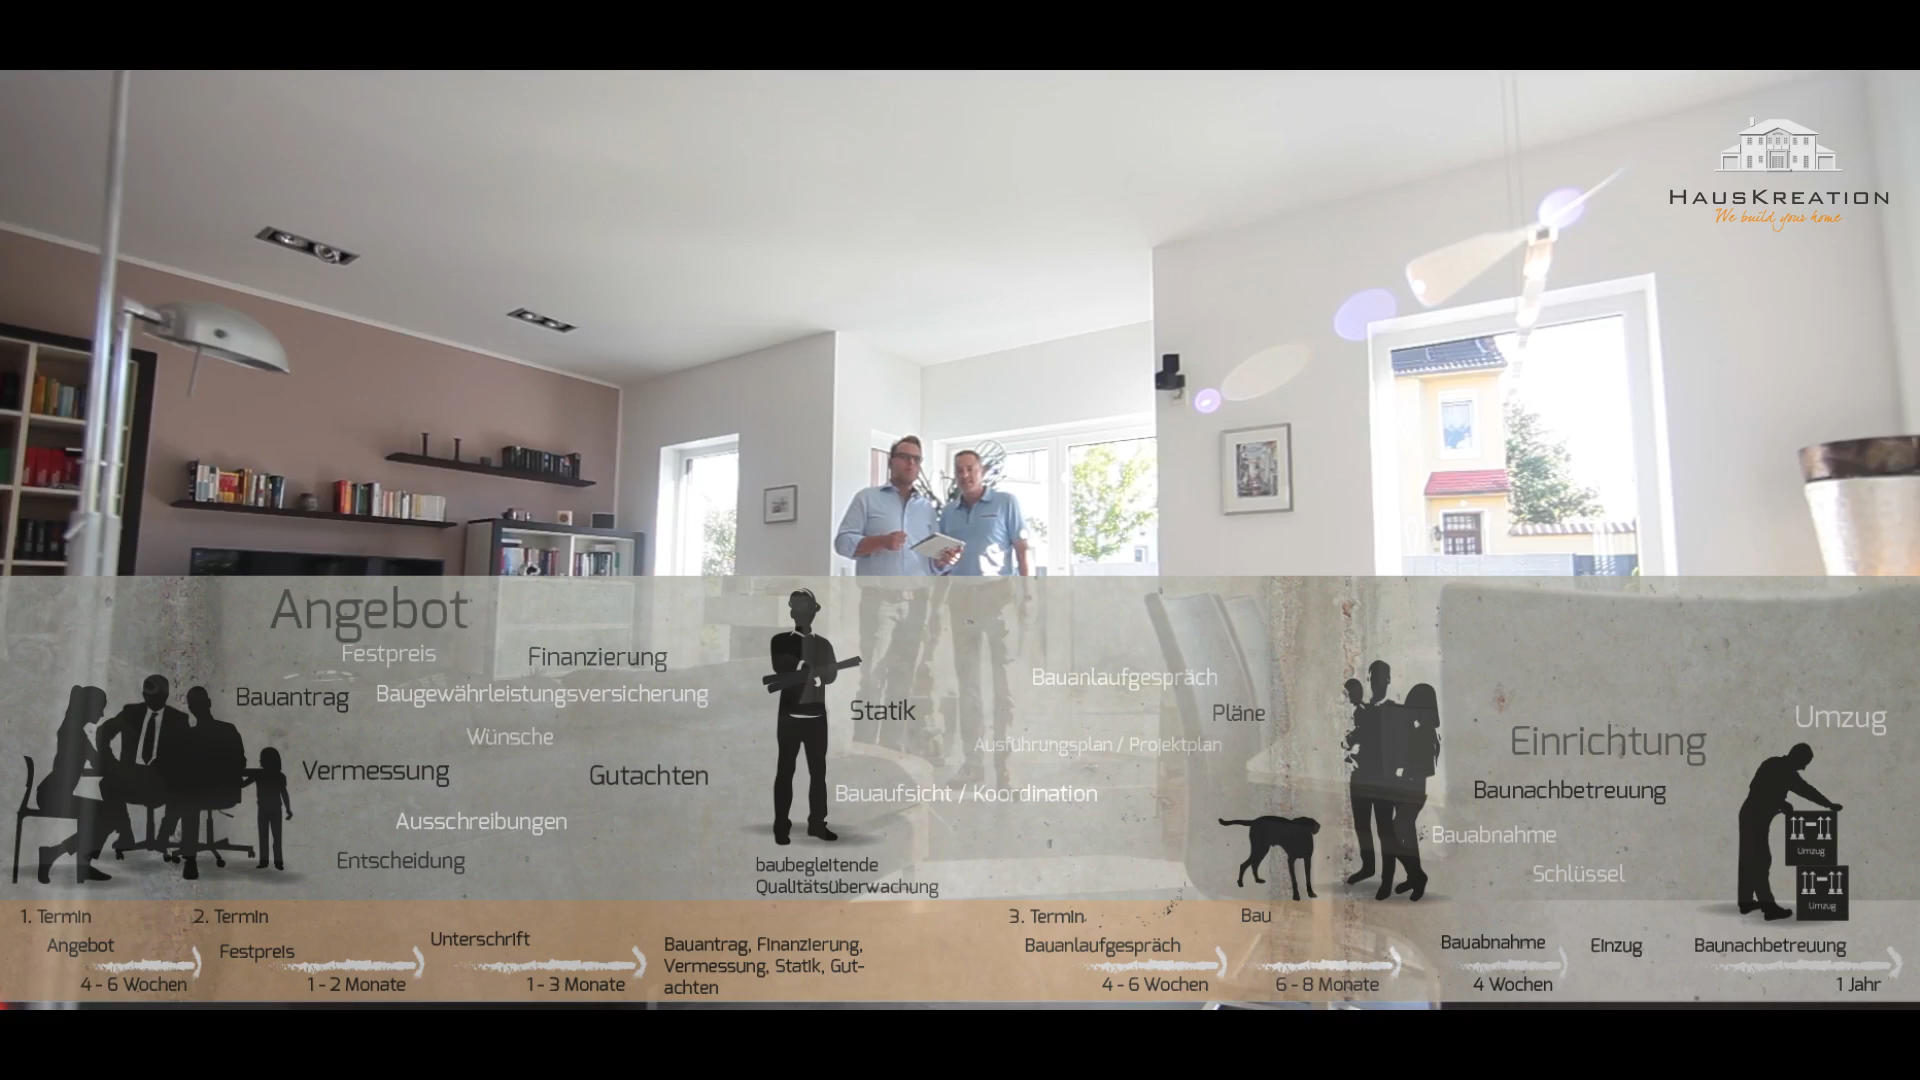 HAUSKREATION
We build your home
Angebot
Festpreis
Finanzierung
Bauantrag
Baugewährleistungsversicherung
Wünsche
Vermessung
Gutachten
Ausschreibungen
Entscheidung
Statik
Bauanlaufgespräch
Pläne
Ausführungsplan / Projektplan
Bauaufsicht / Koordination
baubegleitende
Qualitätsüberwachung
Umzug
Einrichtung
Baunachbetreuung
Bauabnahme
Schlüssel
Umzug
Umzug
1. Termin
2. Termin
3. Termin
Bau
Angebot
4 - 6 Wochen
Festpreis
1 - 2 Monate
Unterschrift
1 - 3 Monate
Bauantrag, Finanzierung,
Vermessung, Statik, Gut-
achten
Bauanlaufgespräch
4 - 6 Wochen
6 - 8 Monate
Bauabnahme
4 Wochen
Einzug
Baunachbetreuung
1 Jahr